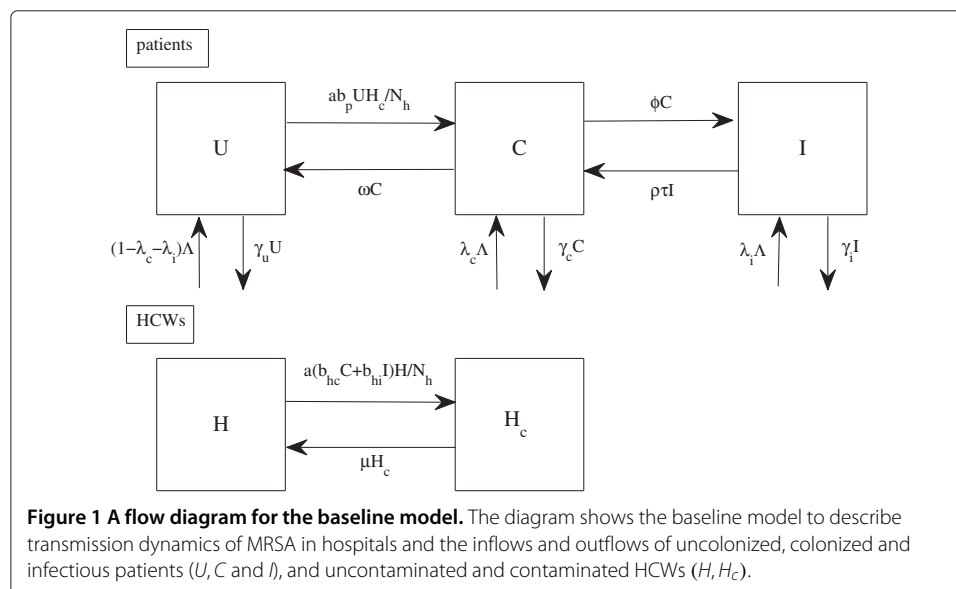 patients
ab_pUH_c/N_h
ϕC
U
C
I
ωC
ρτI
(1−λ_c−λ_i)Λ
γ_uU
λ_cΛ
γ_cC
λ_iΛ
γ_iI
HCWs
a(b_hcC+b_hiI)H/N_h
H
H_c
μH_c
Figure 1 A flow diagram for the baseline model. The diagram shows the baseline model to describe
transmission dynamics of MRSA in hospitals and the inflows and outflows of uncolonized, colonized and
infectious patients (U, C and I), and uncontaminated and contaminated HCWs (H, H_c).